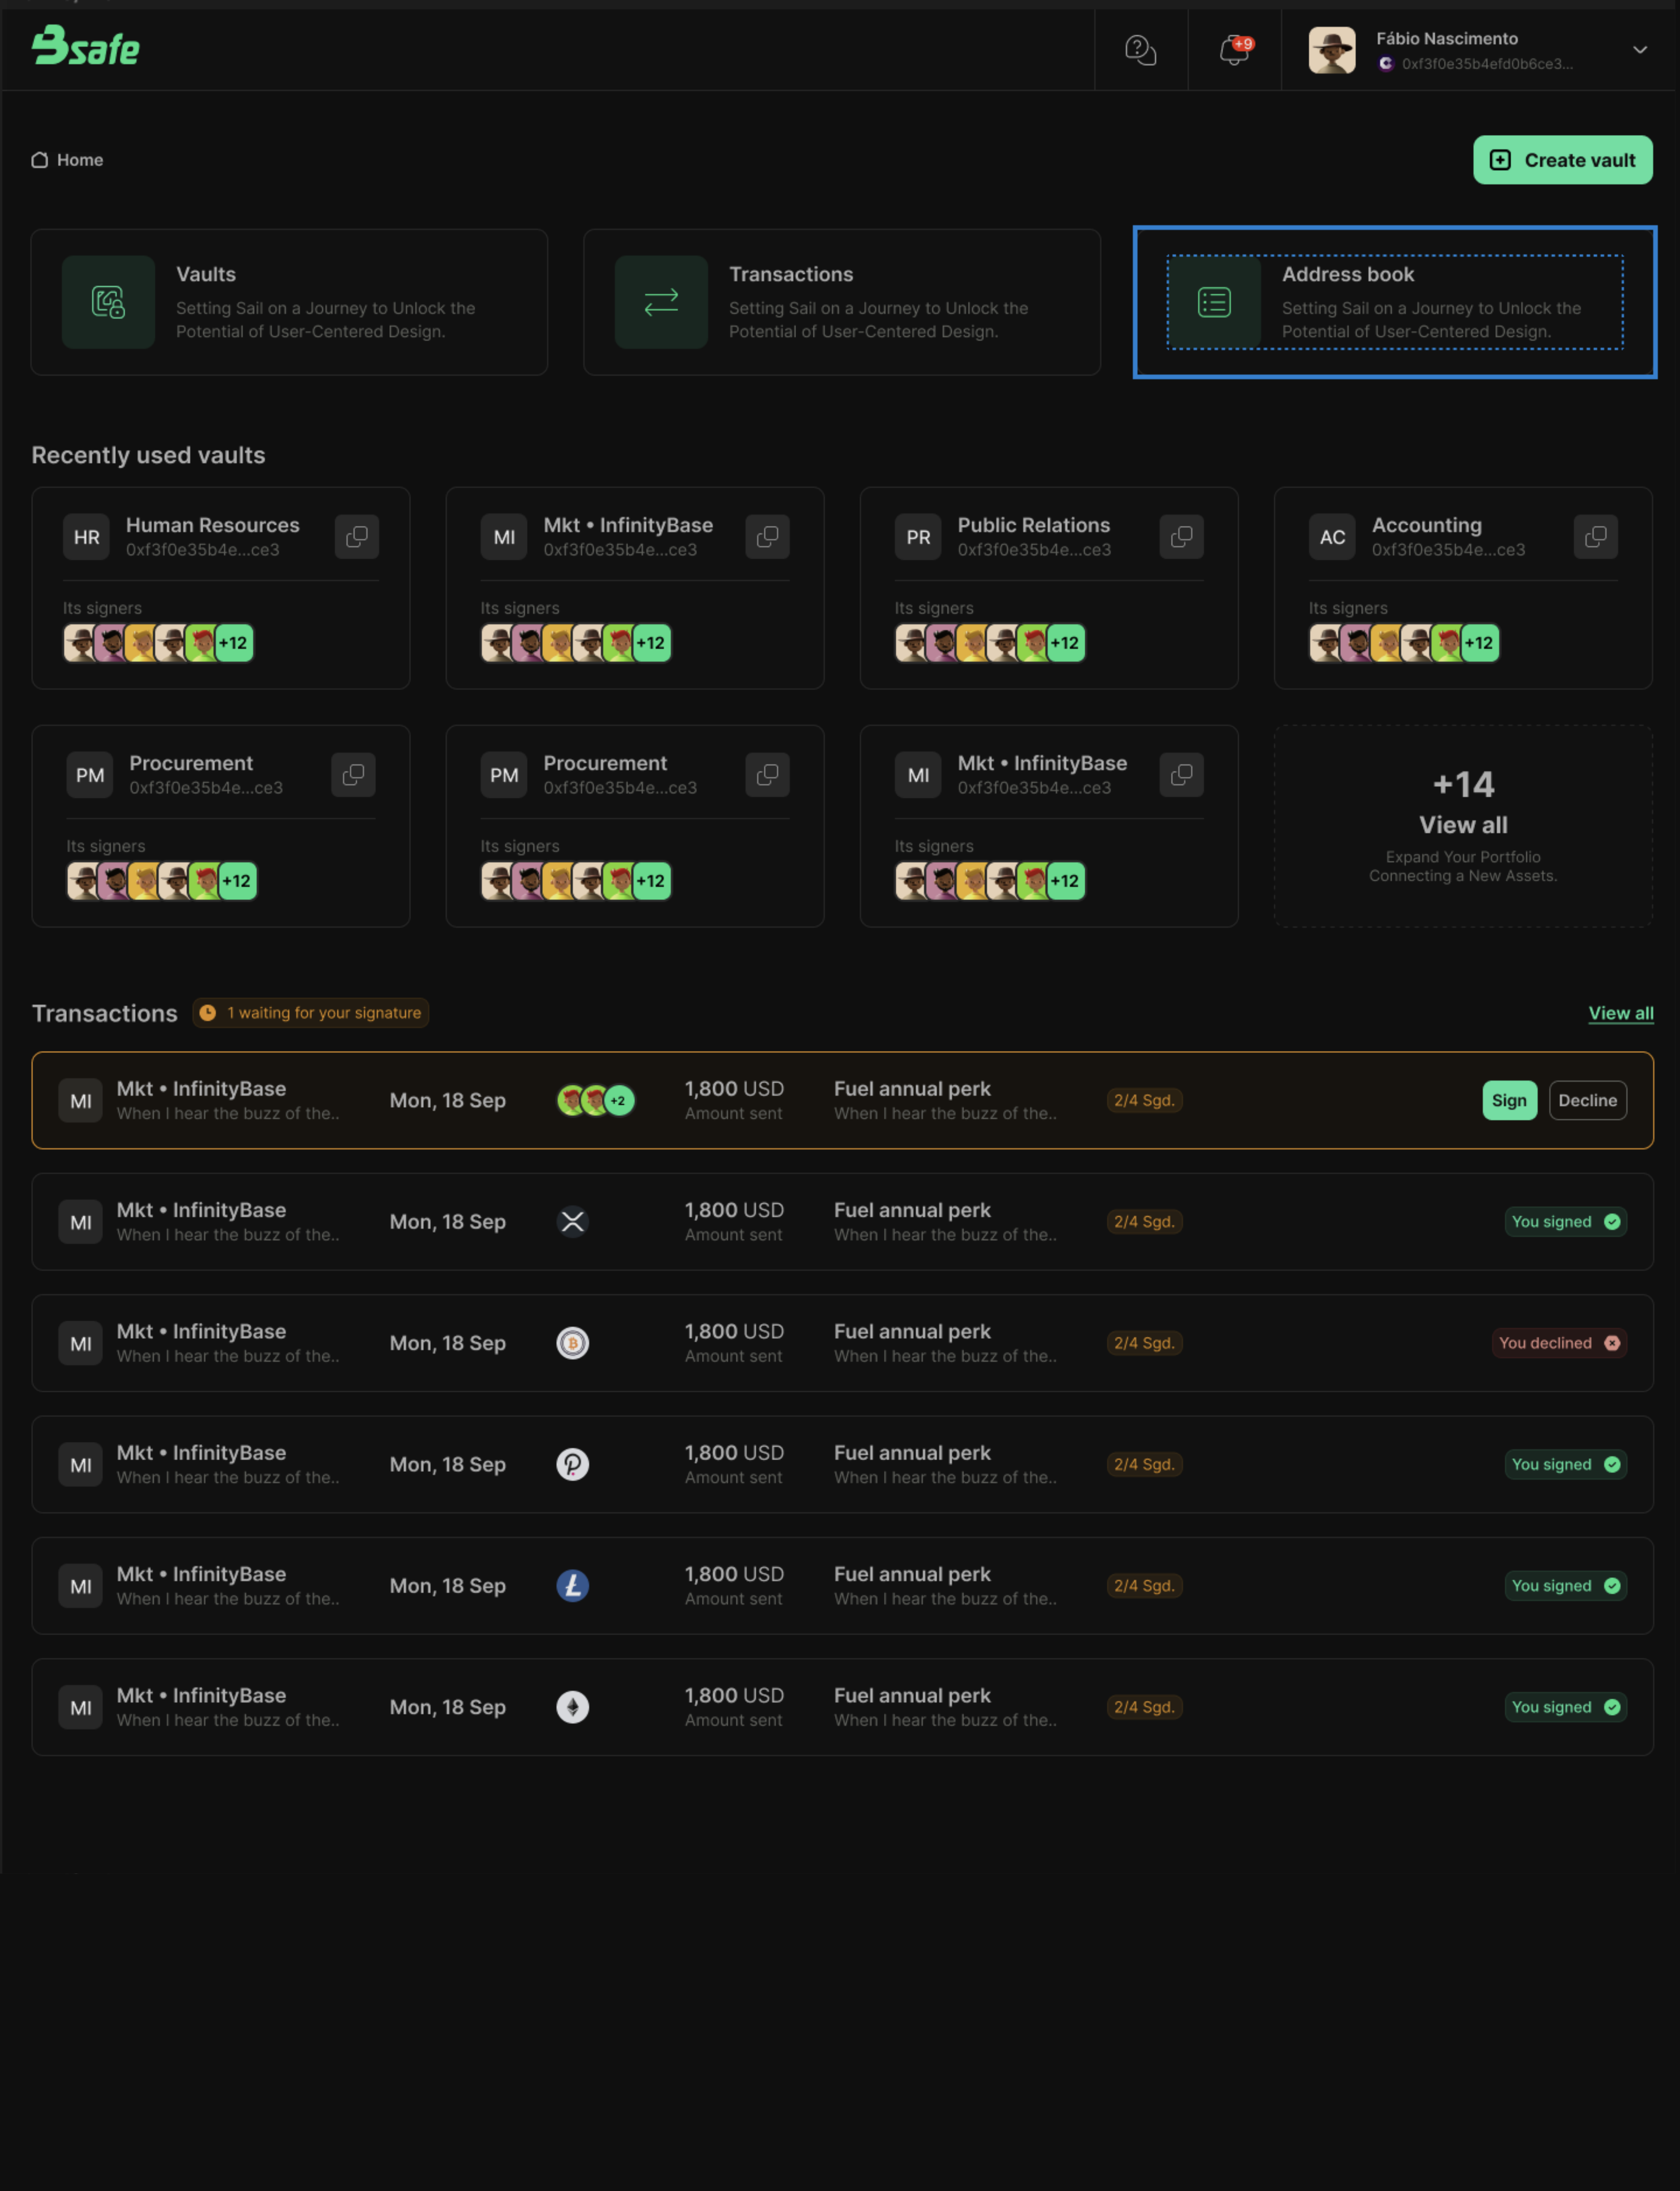 Bsafe
+9
Fábio Nascimento
0xf3f0e35b4efd0b6ce3...
Home
Create vault
Vaults
Setting Sail on a Journey to Unlock the
Potential of User-Centered Design.
Transactions
Setting Sail on a Journey to Unlock the
Potential of User-Centered Design.
Address book
Setting Sail on a Journey to Unlock the
Potential of User-Centered Design.
Recently used vaults
HR
Human Resources
0xf3f0e35b4e...ce3
Its signers
+12
MI
Mkt • InfinityBase
0xf3f0e35b4e...ce3
Its signers
+12
PR
Public Relations
0xf3f0e35b4e...ce3
Its signers
+12
AC
Accounting
0xf3f0e35b4e...ce3
Its signers
+12
PM
Procurement
0xf3f0e35b4e...ce3
Its signers
+12
PM
Procurement
0xf3f0e35b4e...ce3
Its signers
+12
MI
Mkt • InfinityBase
0xf3f0e35b4e...ce3
Its signers
+12
+14
View all
Expand Your Portfolio
Connecting a New Assets.
Transactions
1 waiting for your signature
View all
MI
Mkt • InfinityBase
When I hear the buzz of the..
Mon, 18 Sep
+2
1,800 USD
Amount sent
Fuel annual perk
When I hear the buzz of the..
2/4 Sgd.
Sign
Decline
MI
Mkt • InfinityBase
When I hear the buzz of the..
Mon, 18 Sep
1,800 USD
Amount sent
Fuel annual perk
When I hear the buzz of the..
2/4 Sgd.
You signed
MI
Mkt • InfinityBase
When I hear the buzz of the..
Mon, 18 Sep
1,800 USD
Amount sent
Fuel annual perk
When I hear the buzz of the..
2/4 Sgd.
You declined
MI
Mkt • InfinityBase
When I hear the buzz of the..
Mon, 18 Sep
1,800 USD
Amount sent
Fuel annual perk
When I hear the buzz of the..
2/4 Sgd.
You signed
MI
Mkt • InfinityBase
When I hear the buzz of the..
Mon, 18 Sep
1,800 USD
Amount sent
Fuel annual perk
When I hear the buzz of the..
2/4 Sgd.
You signed
MI
Mkt • InfinityBase
When I hear the buzz of the..
Mon, 18 Sep
1,800 USD
Amount sent
Fuel annual perk
When I hear the buzz of the..
2/4 Sgd.
You signed